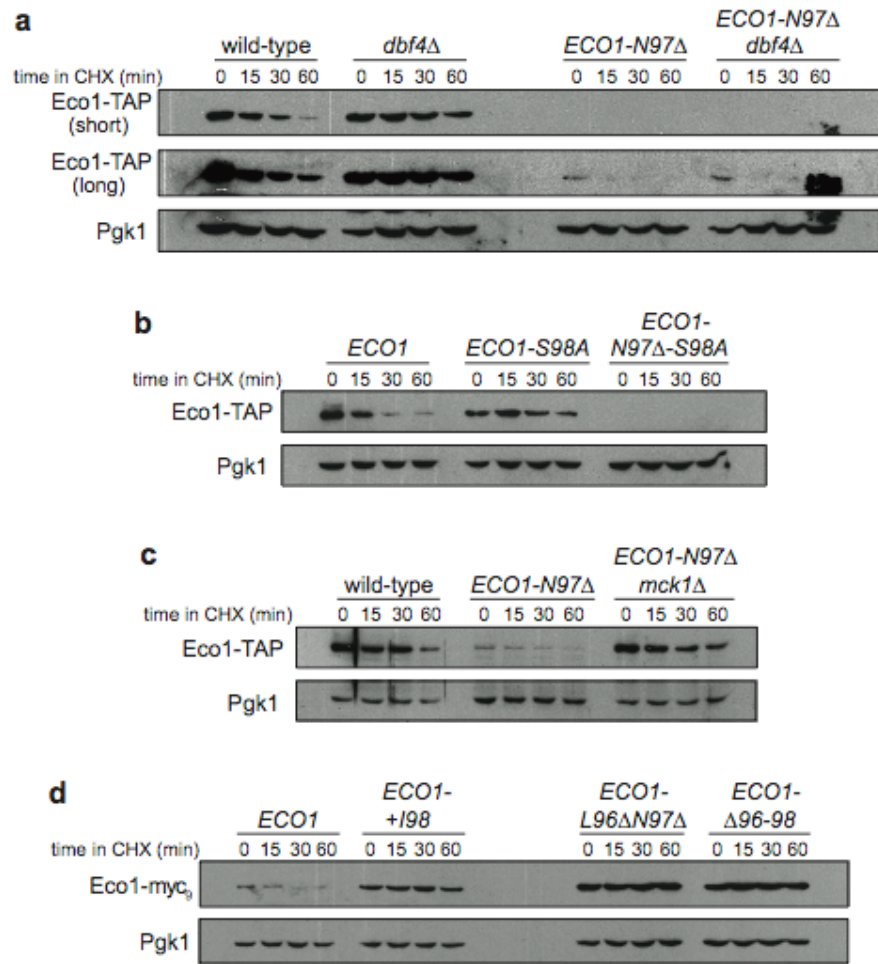 a
ECO1-N97Δ
wild-type dbf4Δ ECO1-N97Δ dbf4Δ
time in CHX (min) 0 15 30 60 0 15 30 60 0 15 30 60 0 15 30 60
Eco1-TAP
(short)
Eco1-TAP
(long)
Pgk1
b
ECO1-
ECO1 ECO1-S98A N97Δ-S98A
time in CHX (min) 0 15 30 60 0 15 30 60 0 15 30 60
Eco1-TAP
Pgk1
c
ECO1-N97Δ
wild-type ECO1-N97Δ mck1Δ
time in CHX (min) 0 15 30 60 0 15 30 60 0 15 30 60
Eco1-TAP
Pgk1
d
ECO1- ECO1- ECO1-
ECO1 +I98 L96ΔN97Δ Δ96-98
time in CHX (min) 0 15 30 60 0 15 30 60 0 15 30 60 0 15 30 60
Eco1-myc₉
Pgk1